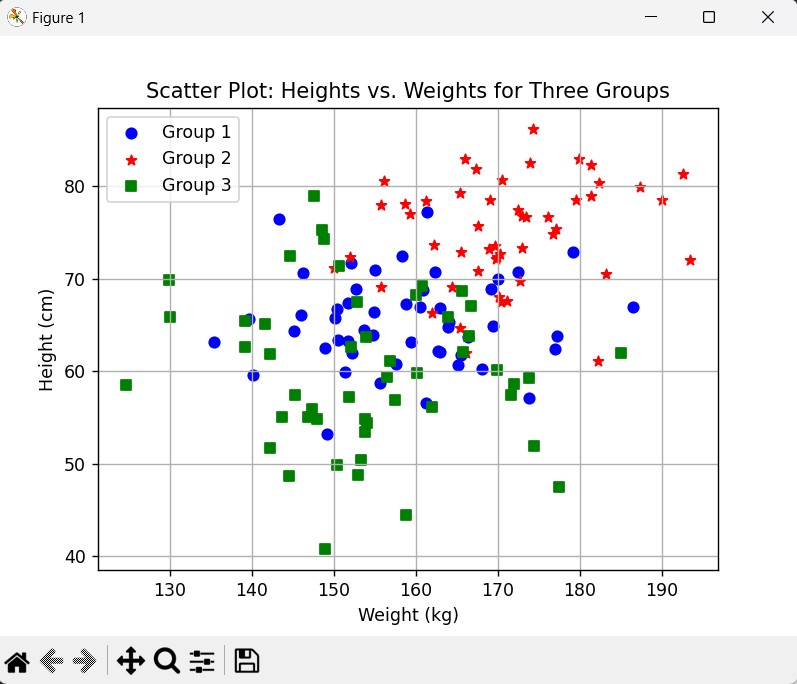 Figure 1
Scatter Plot: Heights vs. Weights for Three Groups
Group 1
Group 2
Group 3
80
70
60
50
40
Height (cm)
130 140 150 160 170 180 190
Weight (kg)